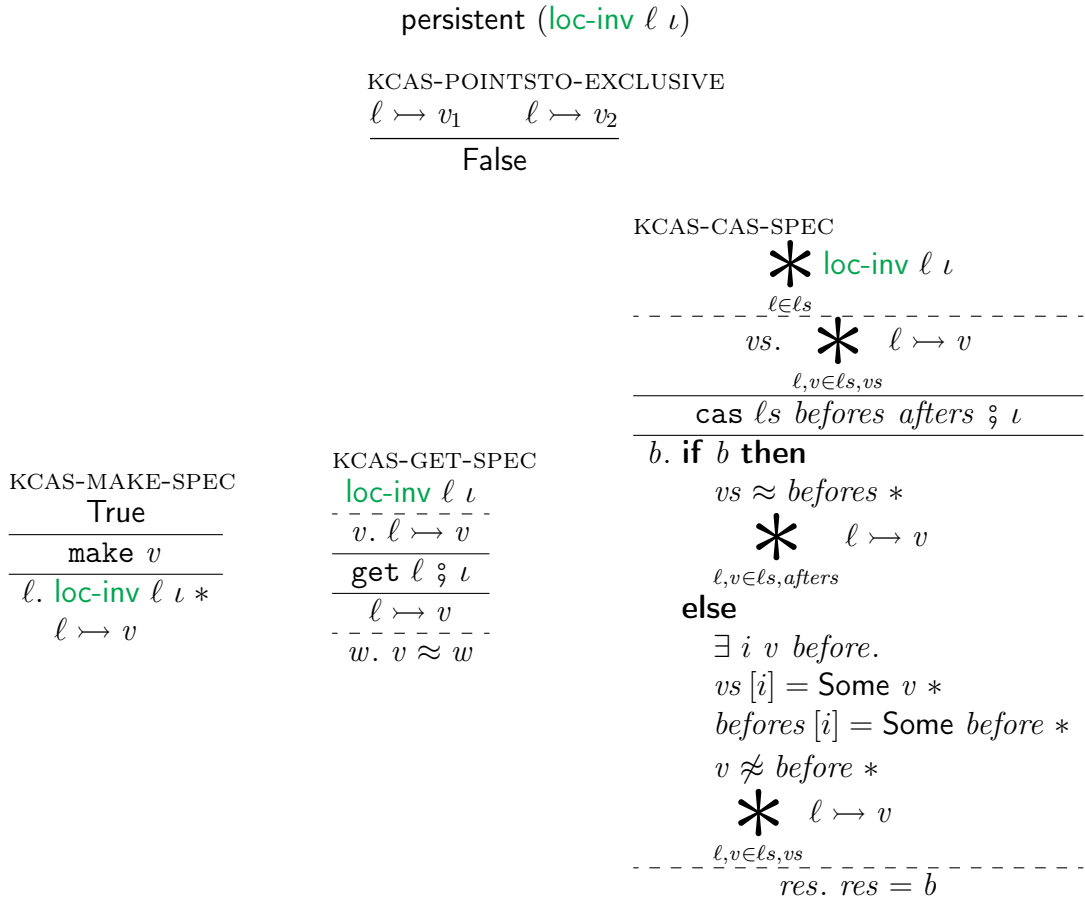 persistent (loc-inv ℓ ι)
KCAS-POINTSTO-EXCLUSIVE
ℓ ↣ v₁ ℓ ↣ v₂
False
KCAS-MAKE-SPEC
True
make v
ℓ. loc-inv ℓ ι *
ℓ ↣ v
KCAS-GET-SPEC
loc-inv ℓ ι
v. ℓ ↣ v
get ℓ ⨾ ι
ℓ ↣ v
w. v ≈ w
KCAS-CAS-SPEC
∗ loc-inv ℓ ι
ℓ∈ℓs
vs. ∗ ℓ ↣ v
ℓ,v∈ℓs,vs
cas ℓs befores afters ⨾ ι
b. if b then
vs ≈ befores *
∗ ℓ ↣ v
ℓ,v∈ℓs,afters
else
∃ i v before.
vs [i] = Some v *
befores [i] = Some before *
v ≉ before *
∗ ℓ ↣ v
ℓ,v∈ℓs,vs
res. res = b